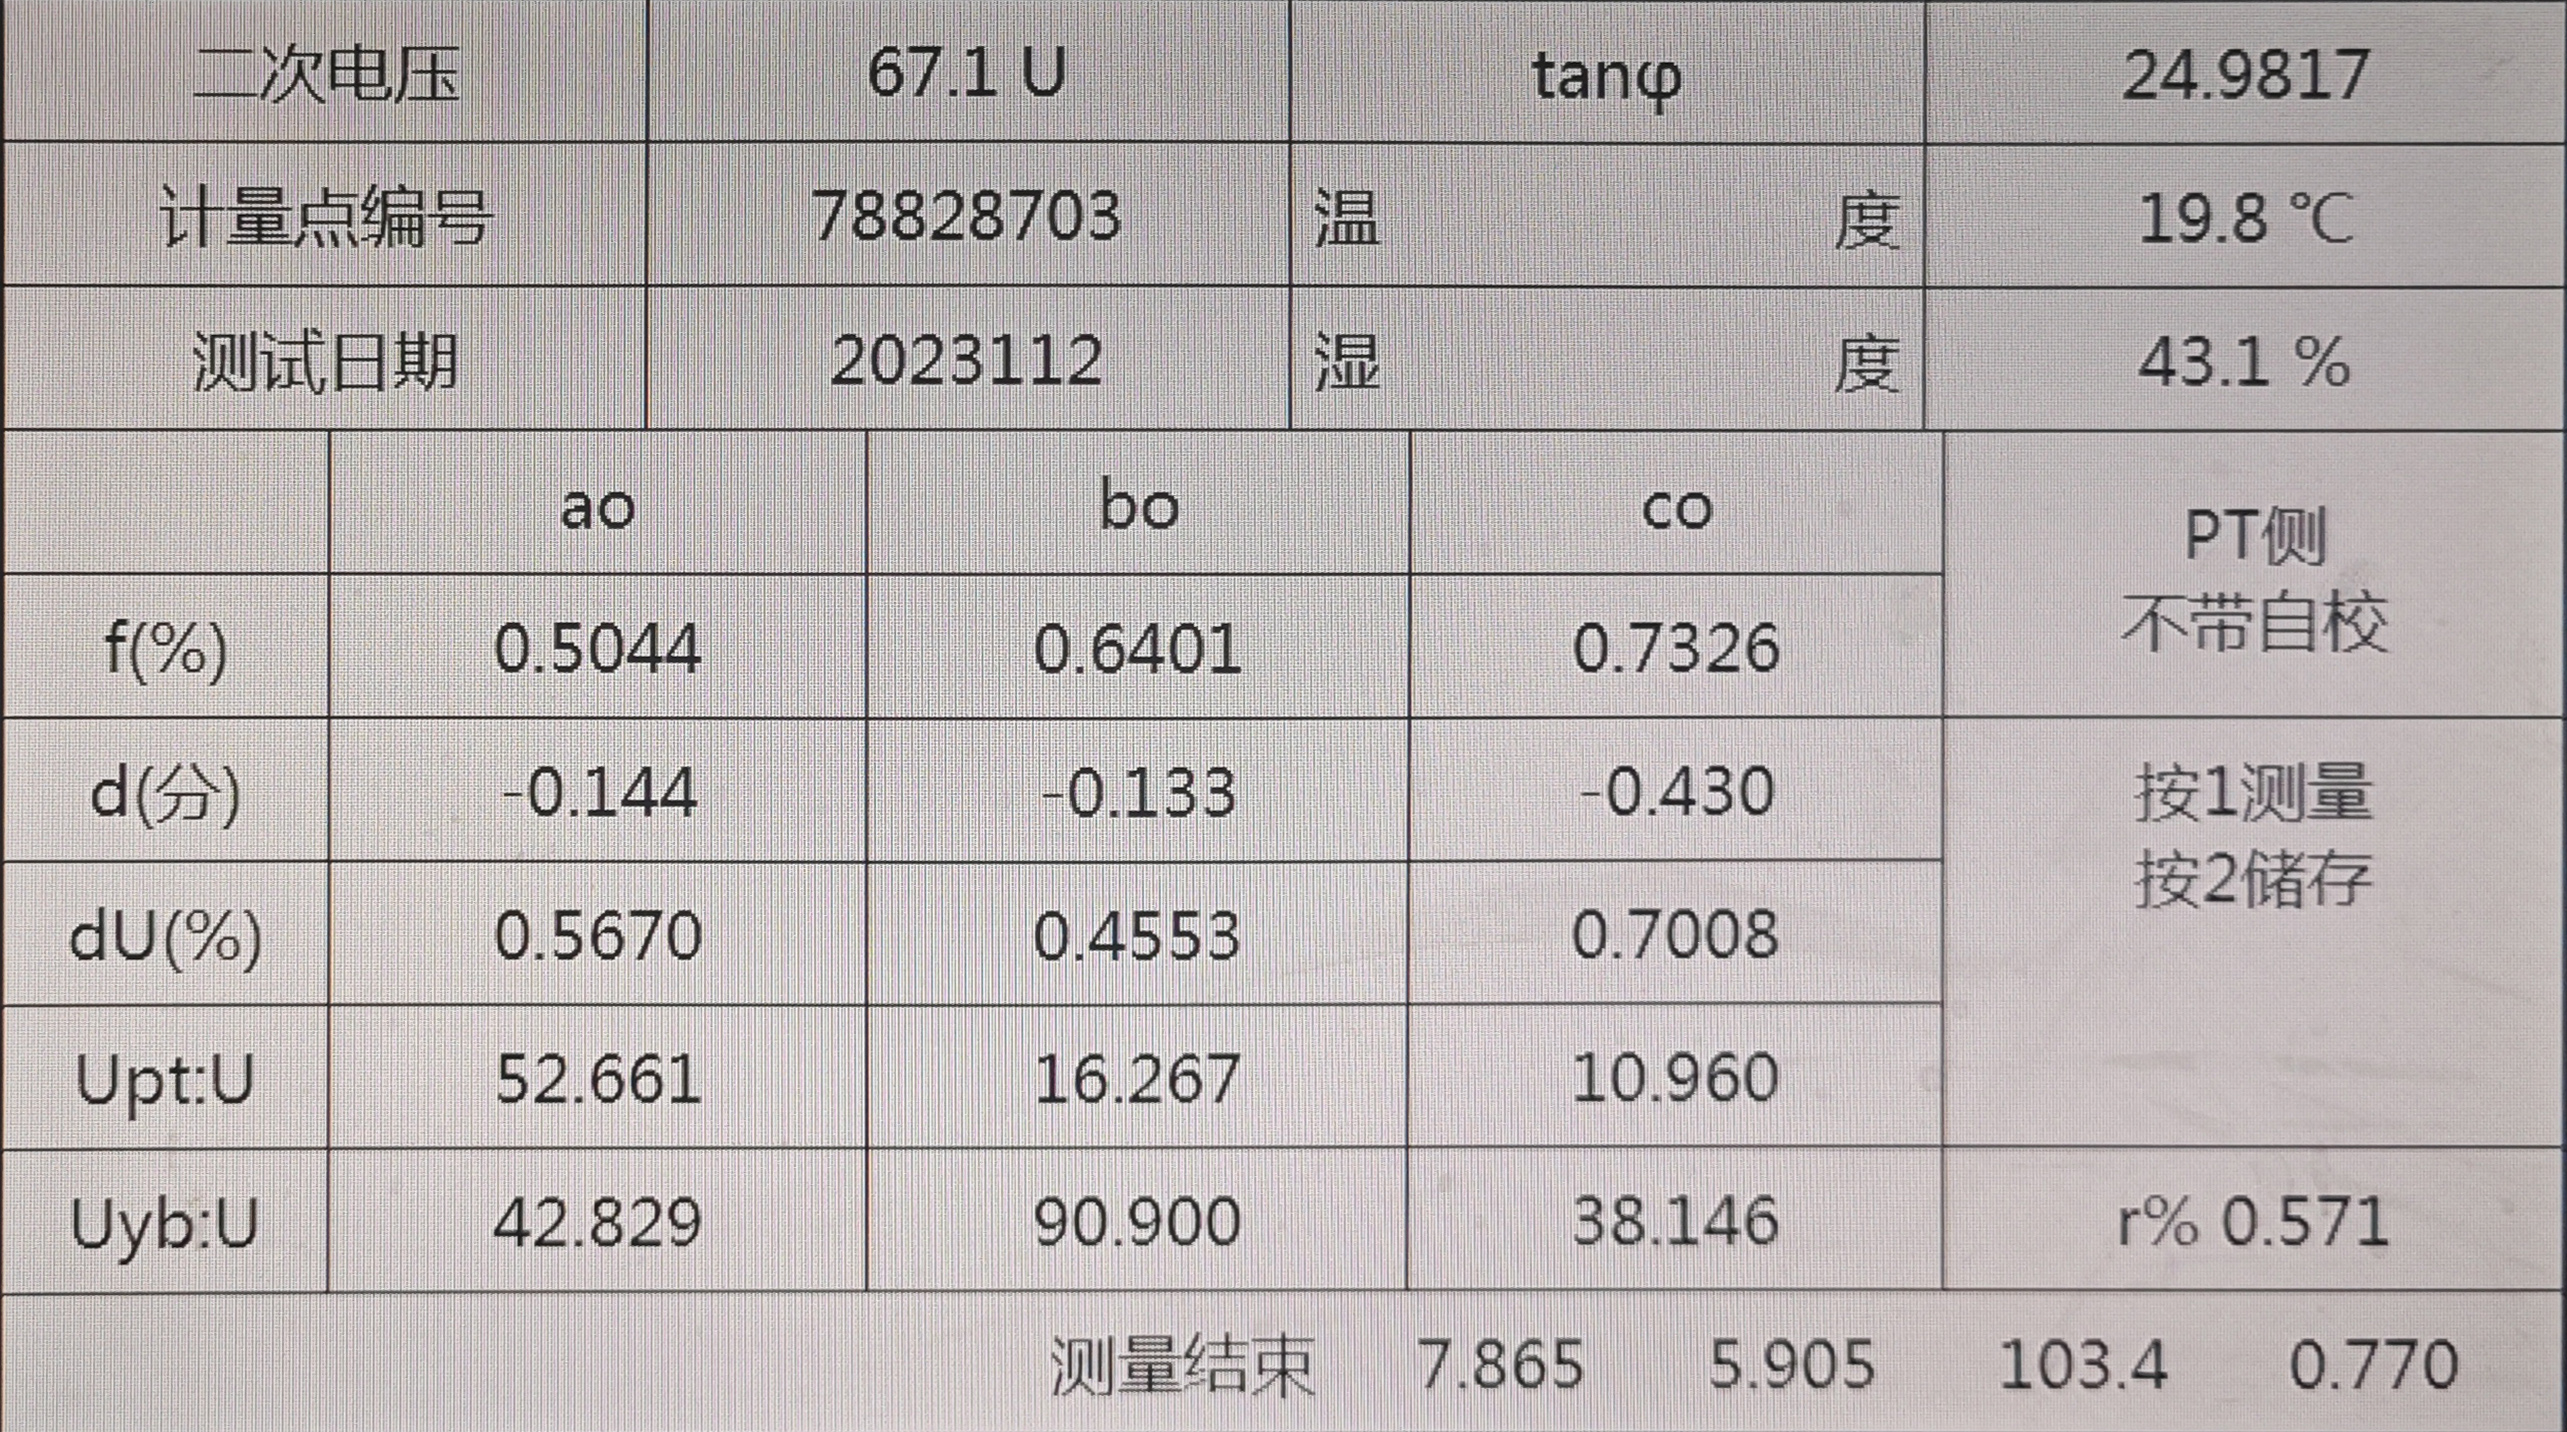 二次电压 67.1 U tanφ 24.9817
计量点编号 78828703 温 度 19.8 ℃
测试日期 2023112 湿 度 43.1 %
ao bo co
PT侧
不带自校
f(%) 0.5044 0.6401 0.7326
d(分) -0.144 -0.133 -0.430
按1测量
按2储存
dU(%) 0.5670 0.4553 0.7008
Upt:U 52.661 16.267 10.960
Uyb:U 42.829 90.900 38.146 r% 0.571
测量结束 7.865 5.905 103.4 0.770